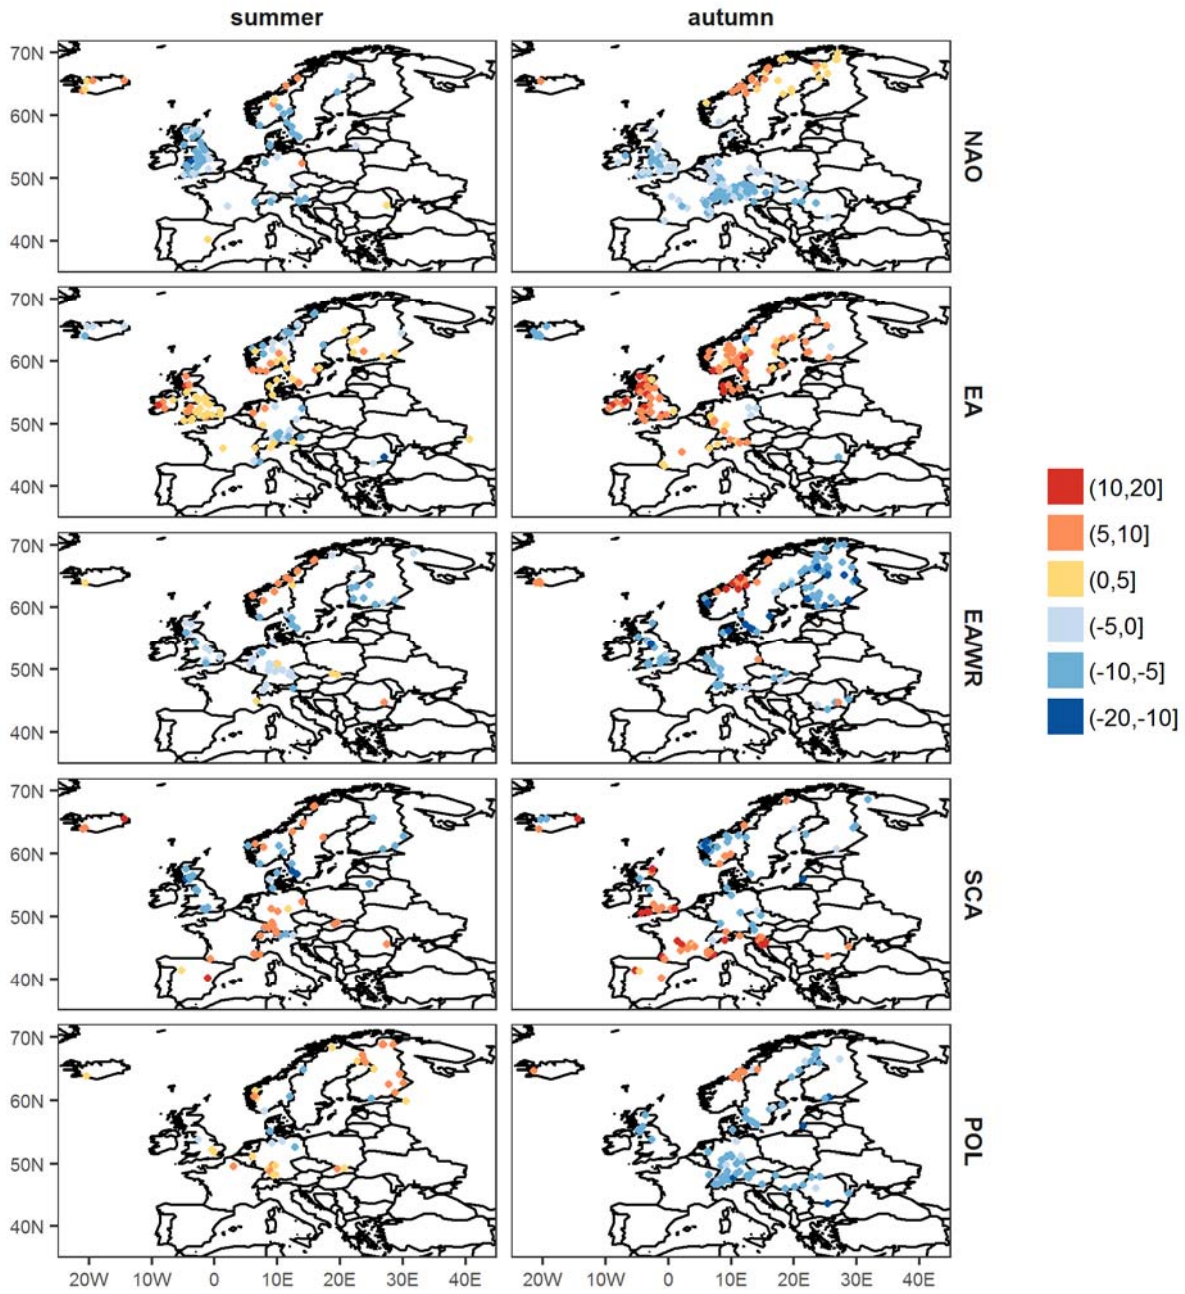 summer autumn
70N
60N
50N
40N
NAO
70N
60N
50N
40N
EA
70N
60N
50N
40N
EA/WR
70N
60N
50N
40N
SCA
70N
60N
50N
40N
POL
20W 10W 0 10E 20E 30E 40E 20W 10W 0 10E 20E 30E 40E
(10,20]
(5,10]
(0,5]
(-5,0]
(-10,-5]
(-20,-10]